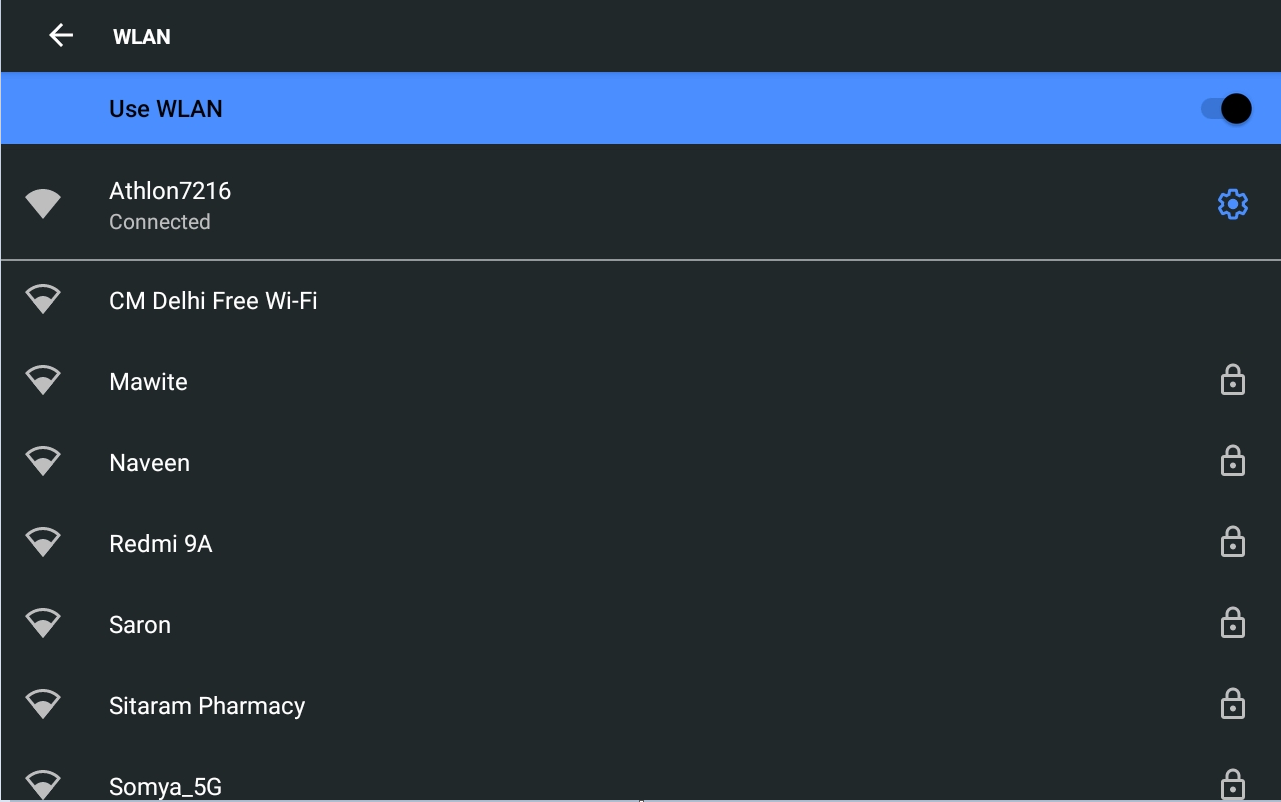 WLAN
Use WLAN
Athlon7216
Connected
CM Delhi Free Wi-Fi
Mawite
Naveen
Redmi 9A
Saron
Sitaram Pharmacy
Somya_5G